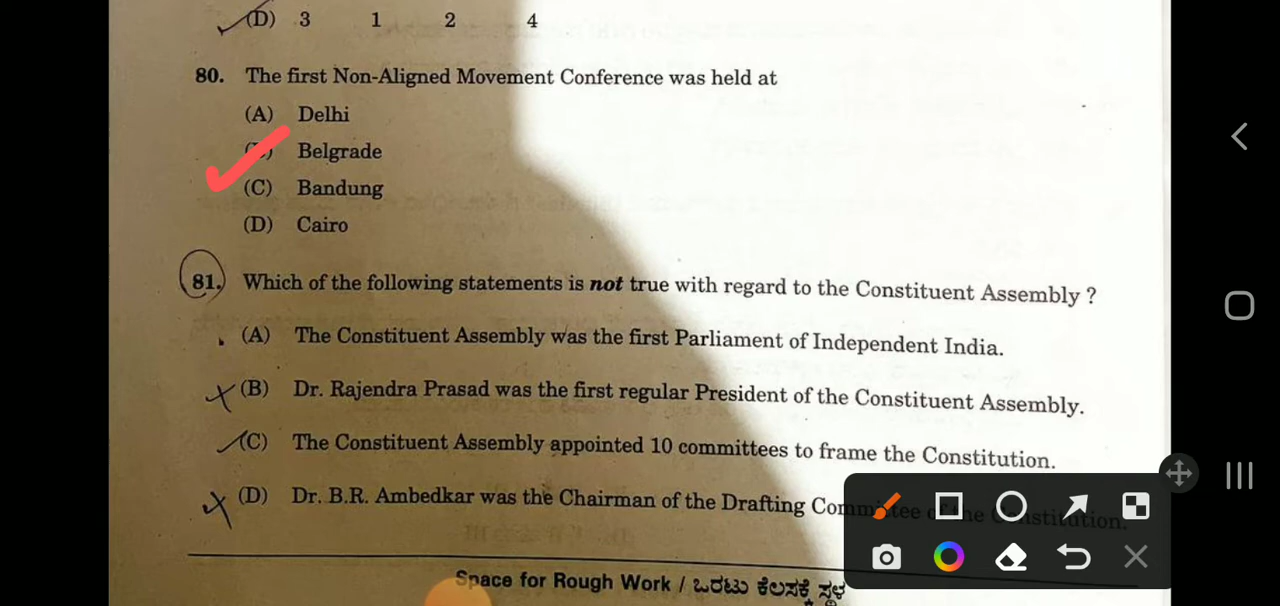 (D) 3 1 2 4
80. The first Non-Aligned Movement Conference was held at
(A) Delhi
Belgrade
(C) Bandung
(D) Cairo
81. Which of the following statements is not true with regard to the Constituent Assembly ?
(A) The Constituent Assembly was the first Parliament of Independent India.
(B) Dr. Rajendra Prasad was the first regular President of the Constituent Assembly.
(C) The Constituent Assembly appointed 10 committees to frame the Constitution.
(D) Dr. B.R. Ambedkar was the Chairman of the Drafting Committee of the Constitution.
Space for Rough Work / ಒರಟು ಕೆಲಸಕ್ಕೆ ಸ್ಥಳ